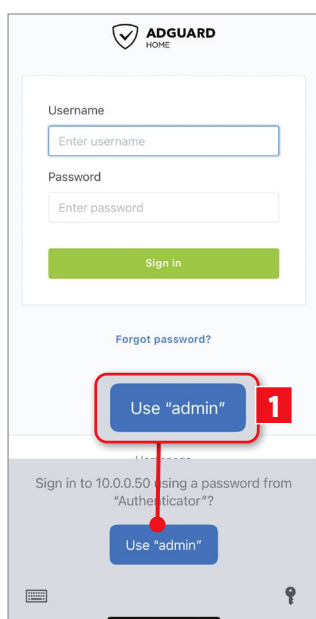 ADGUARD
HOME
Username
Enter username
Password
Enter password
Sign in
Forgot password?
Use "admin"
1
Homepage
Sign in to 10.0.0.50 using a password from
"Authenticator"?
Use "admin"